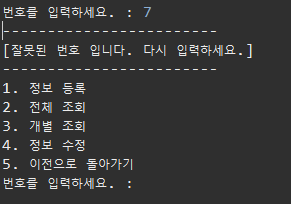 번호를 입력하세요. : 7
------------------------
[잘못된 번호 입니다. 다시 입력하세요.]
------------------------
1. 정보 등록
2. 전체 조회
3. 개별 조회
4. 정보 수정
5. 이전으로 돌아가기
번호를 입력하세요. :